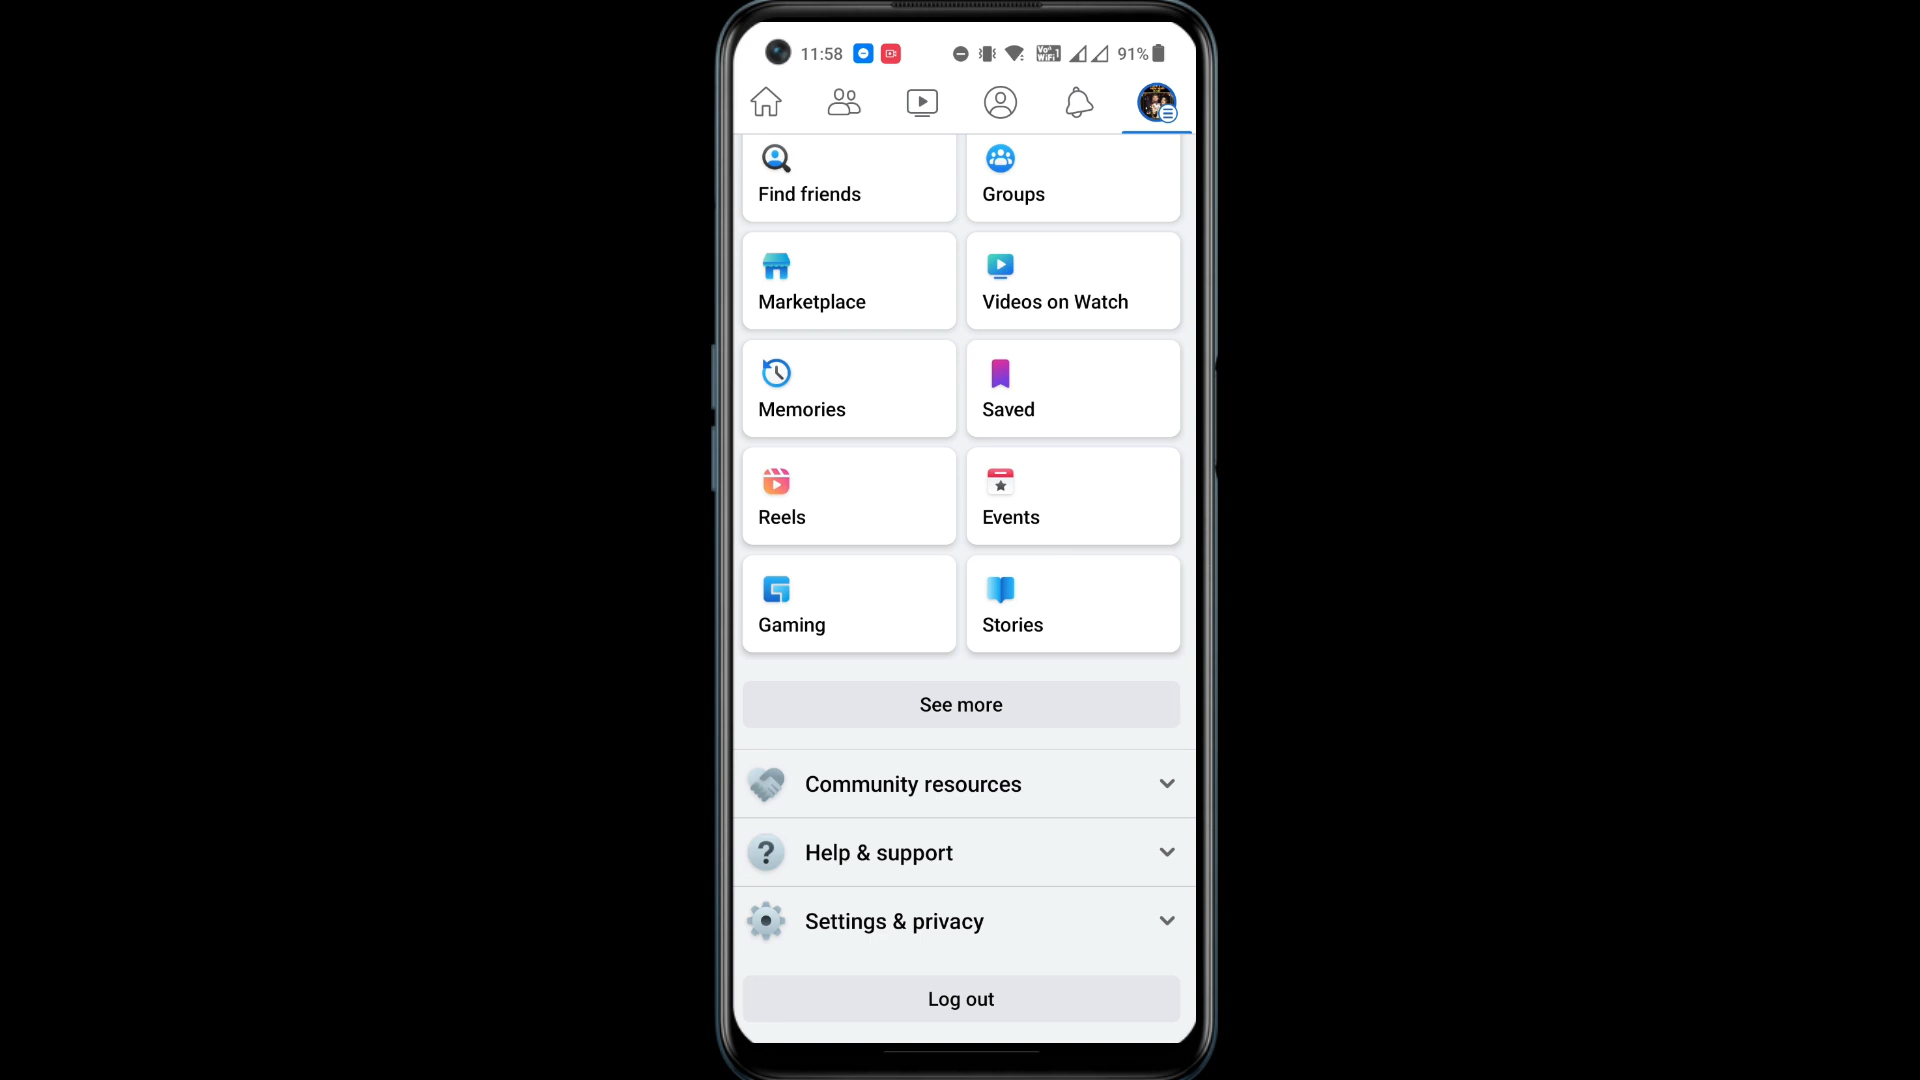 11:58 91%
Find friends Groups
Marketplace Videos on Watch
Memories Saved
Reels Events
Gaming Stories
See more
Community resources
Help & support
Settings & privacy
Log out